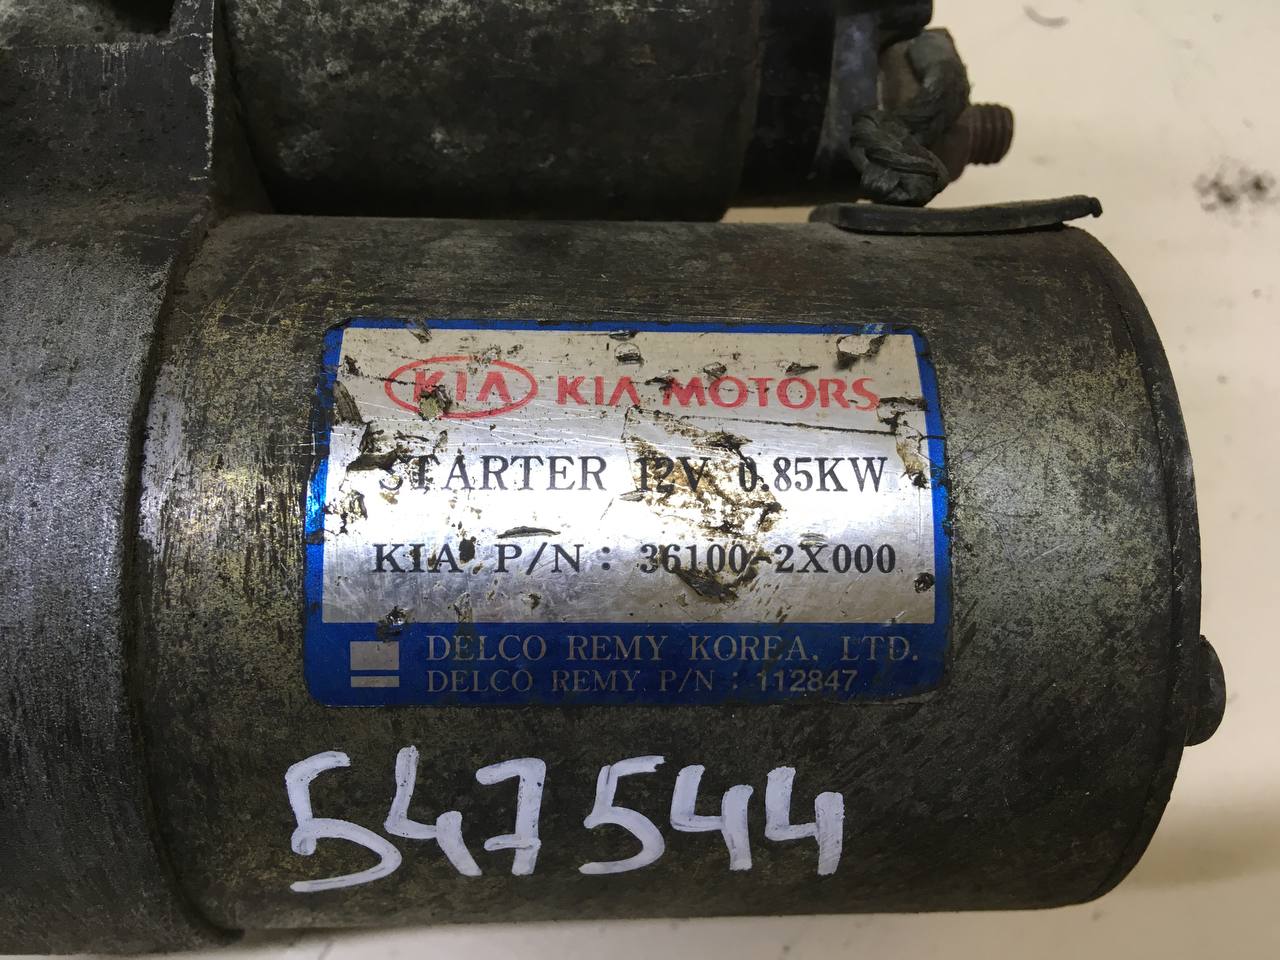 KIA KIA MOTORS
STARTER 12V 0.85KW
KIA P/N : 36100-2X000
DELCO REMY KOREA. LTD.
DELCO REMY P/N : 112847
547544